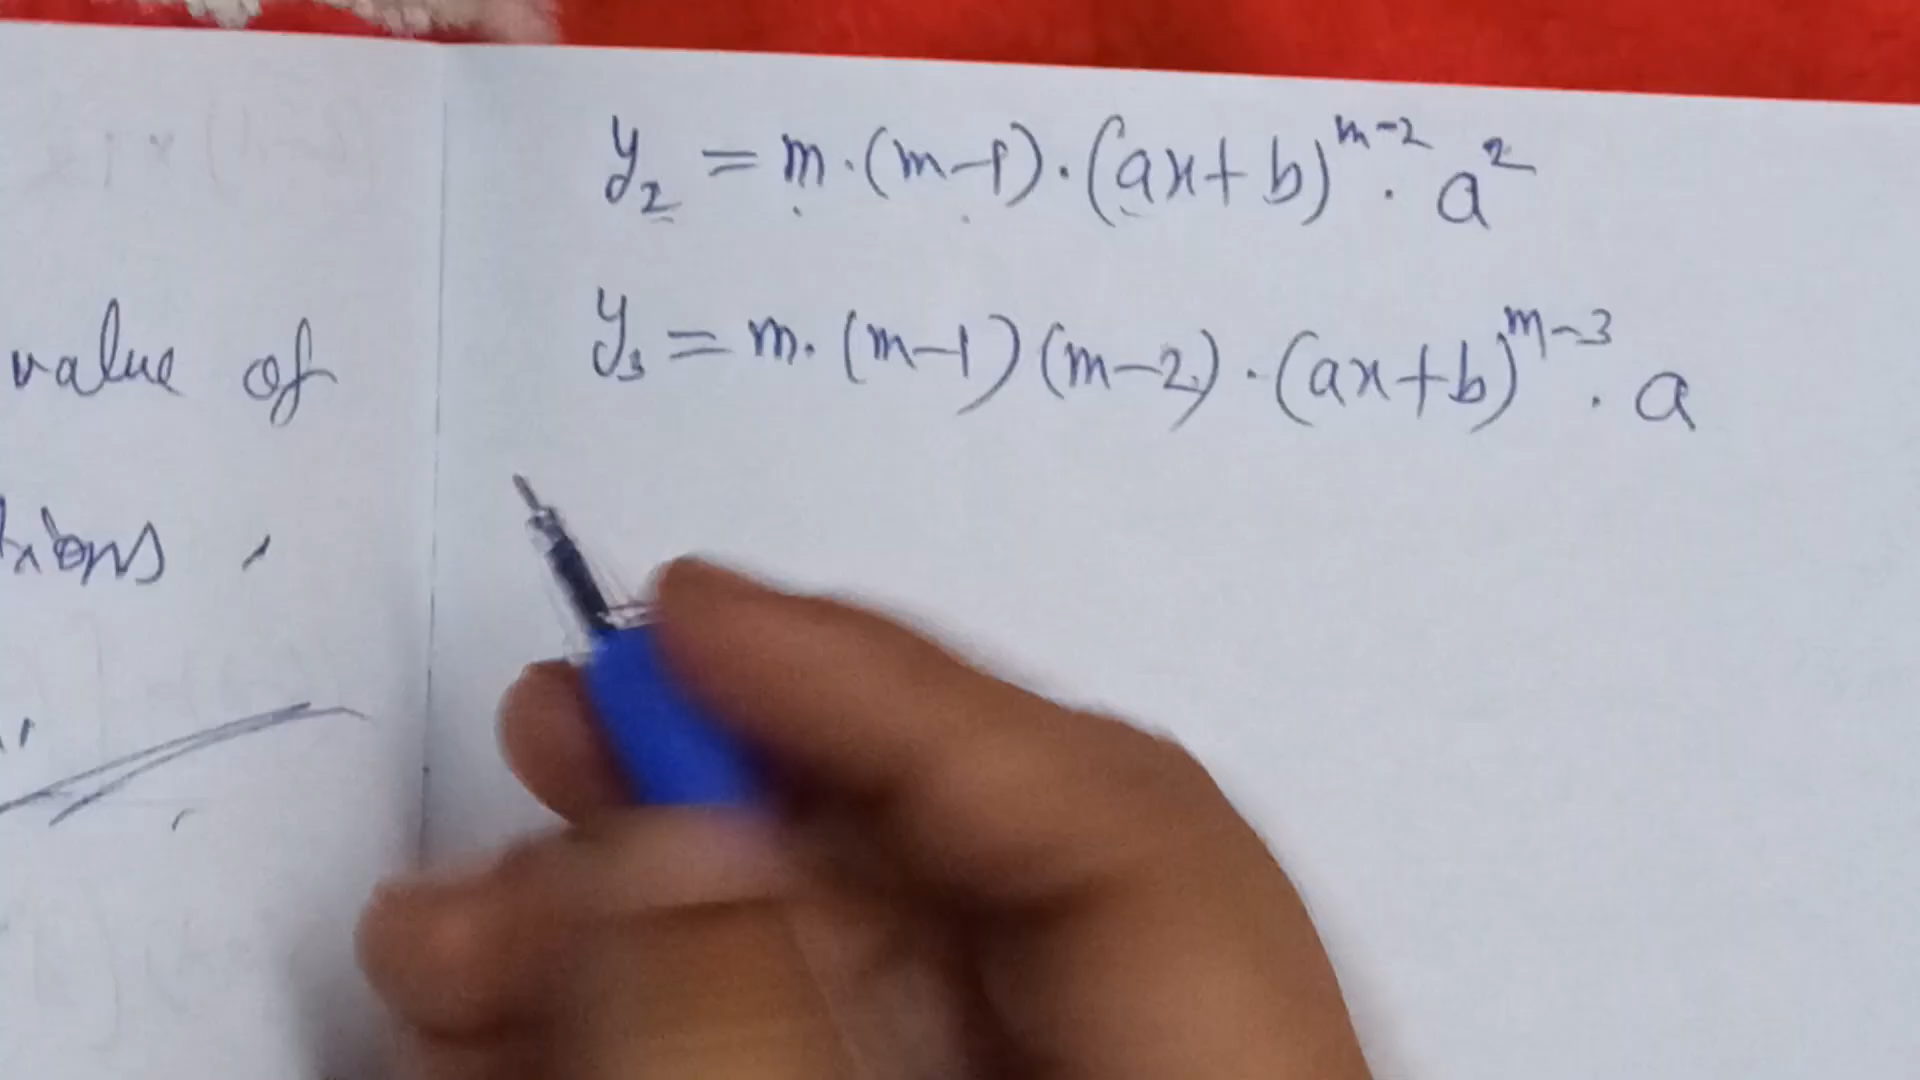 y₂ = m·(m-1)·(ax+b)^{m-2}·a²
y₃ = m·(m-1)(m-2)·(ax+b)^{m-3}·a
value of